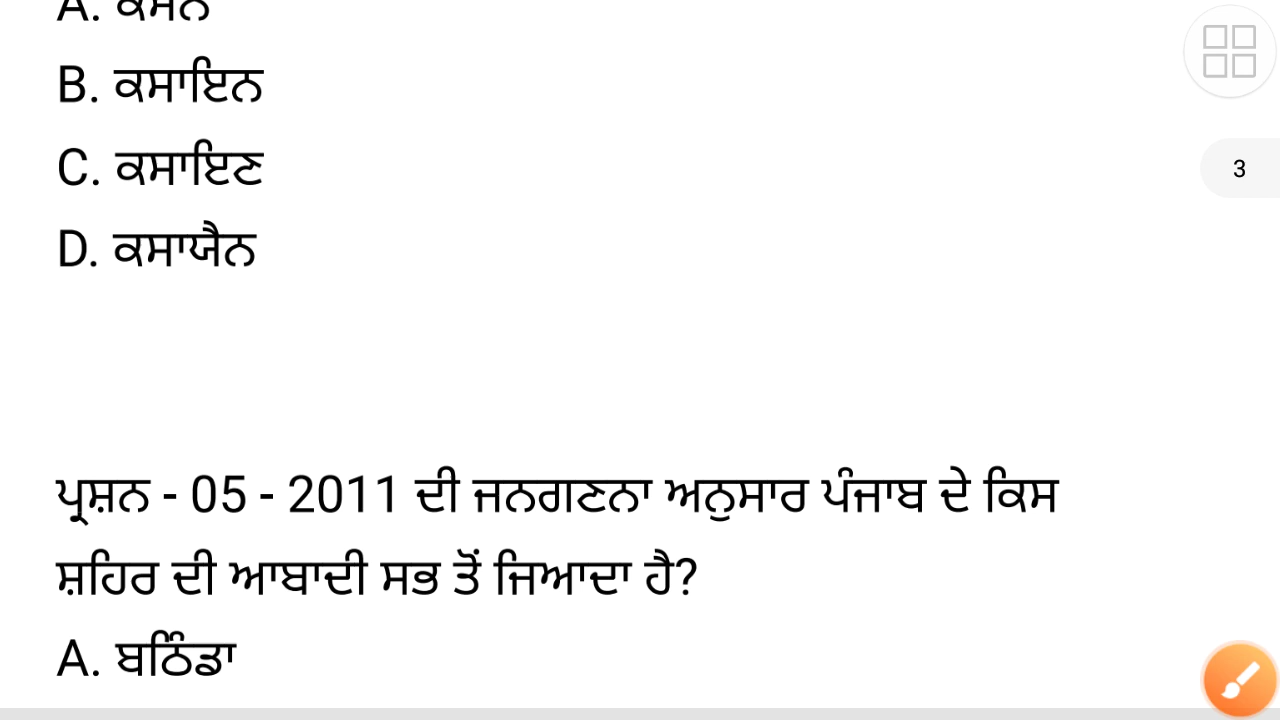 A.
B. ਕਸਾਇਨ
C. ਕਸਾਇਣ
D. ਕਸਾਯੈਨ
3
ਪ੍ਰਸ਼ਨ - 05 - 2011 ਦੀ ਜਨਗਣਨਾ ਅਨੁਸਾਰ ਪੰਜਾਬ ਦੇ ਕਿਸ
ਸ਼ਹਿਰ ਦੀ ਆਬਾਦੀ ਸਭ ਤੋਂ ਜਿਆਦਾ ਹੈ?
A. ਬਠਿੰਡਾ